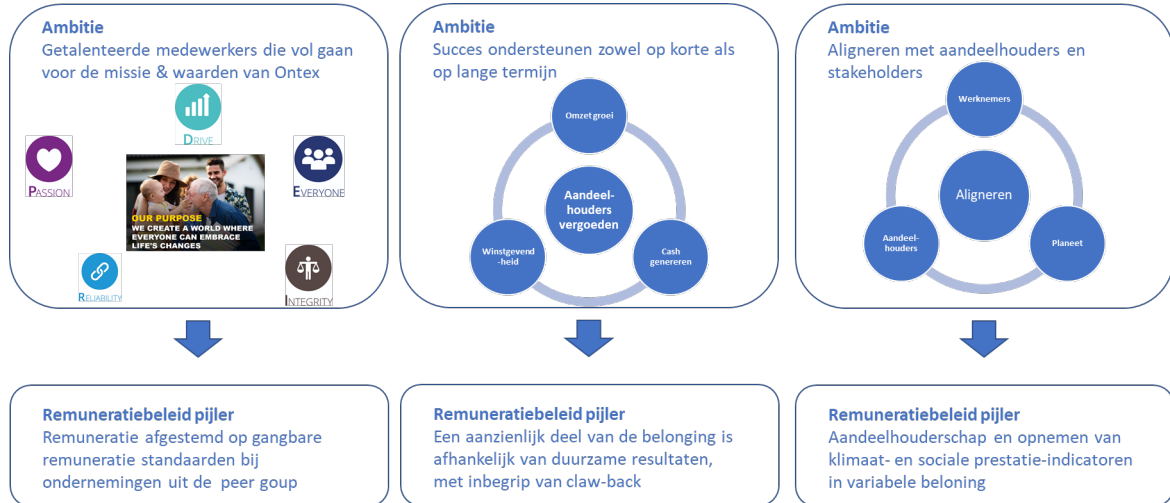 Ambitie
Getalenteerde medewerkers die vol gaan
voor de missie & waarden van Ontex
DRIVE
PASSION
EVERYONE
OUR PURPOSE
WE CREATE A WORLD WHERE
EVERYONE CAN EMBRACE
LIFE'S CHANGES
RELIABILITY
INTEGRITY
Ambitie
Succes ondersteunen zowel op korte als
op lange termijn
Omzet groei
Aandeel-
houders
vergoeden
Winstgevend
-heid
Cash
genereren
Ambitie
Aligneren met aandeelhouders en
stakeholders
Werknemers
Aligneren
Aandeel-
houders
Planeet
Remuneratiebeleid pijler
Remuneratie afgestemd op gangbare
remuneratie standaarden bij
ondernemingen uit de peer goup
Remuneratiebeleid pijler
Een aanzienlijk deel van de belonging is
afhankelijk van duurzame resultaten,
met inbegrip van claw-back
Remuneratiebeleid pijler
Aandeelhouderschap en opnemen van
klimaat- en sociale prestatie-indicatoren
in variabele beloning